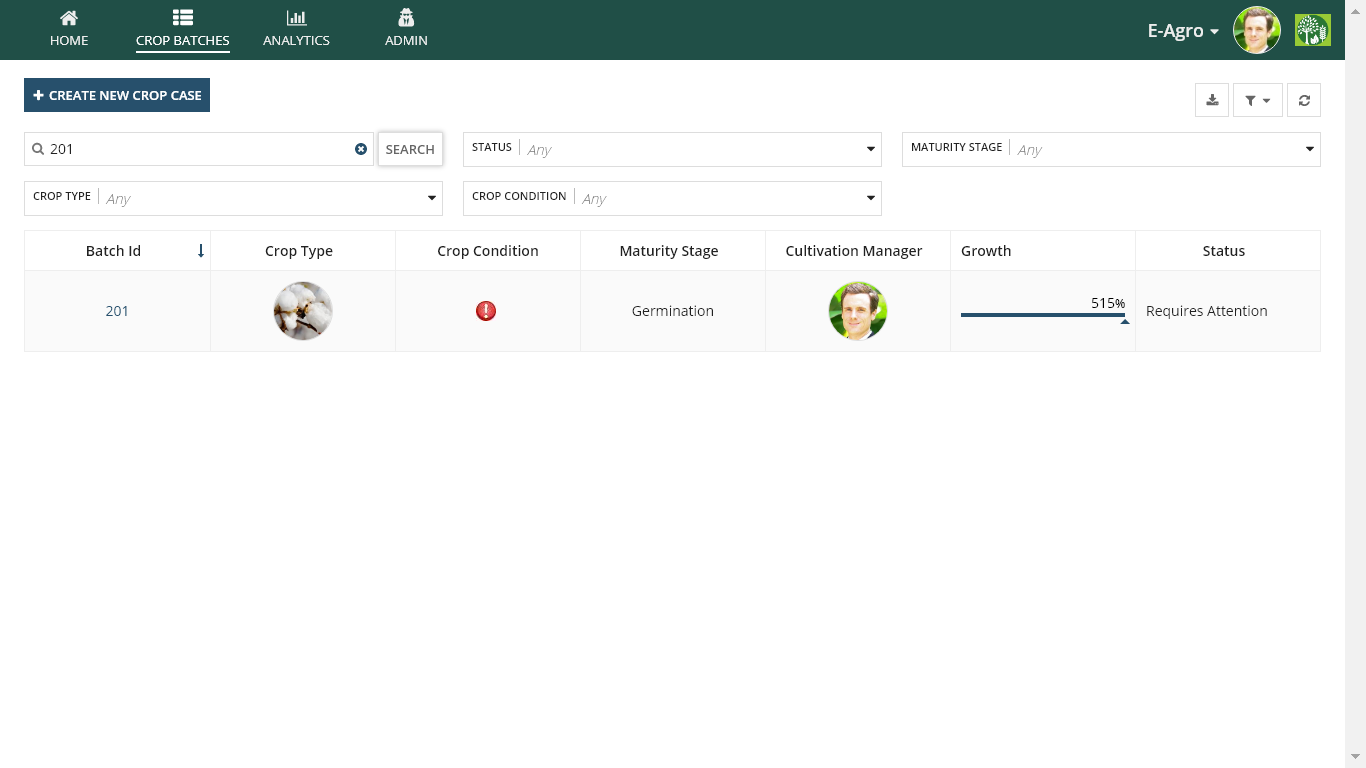 HOME
CROP BATCHES
ANALYTICS
ADMIN
E-Agro
CREATE NEW CROP CASE
201
SEARCH
STATUS Any
MATURITY STAGE Any
CROP TYPE Any
CROP CONDITION Any
Batch Id Crop Type Crop Condition Maturity Stage Cultivation Manager Growth Status
201 Germination 515% Requires Attention